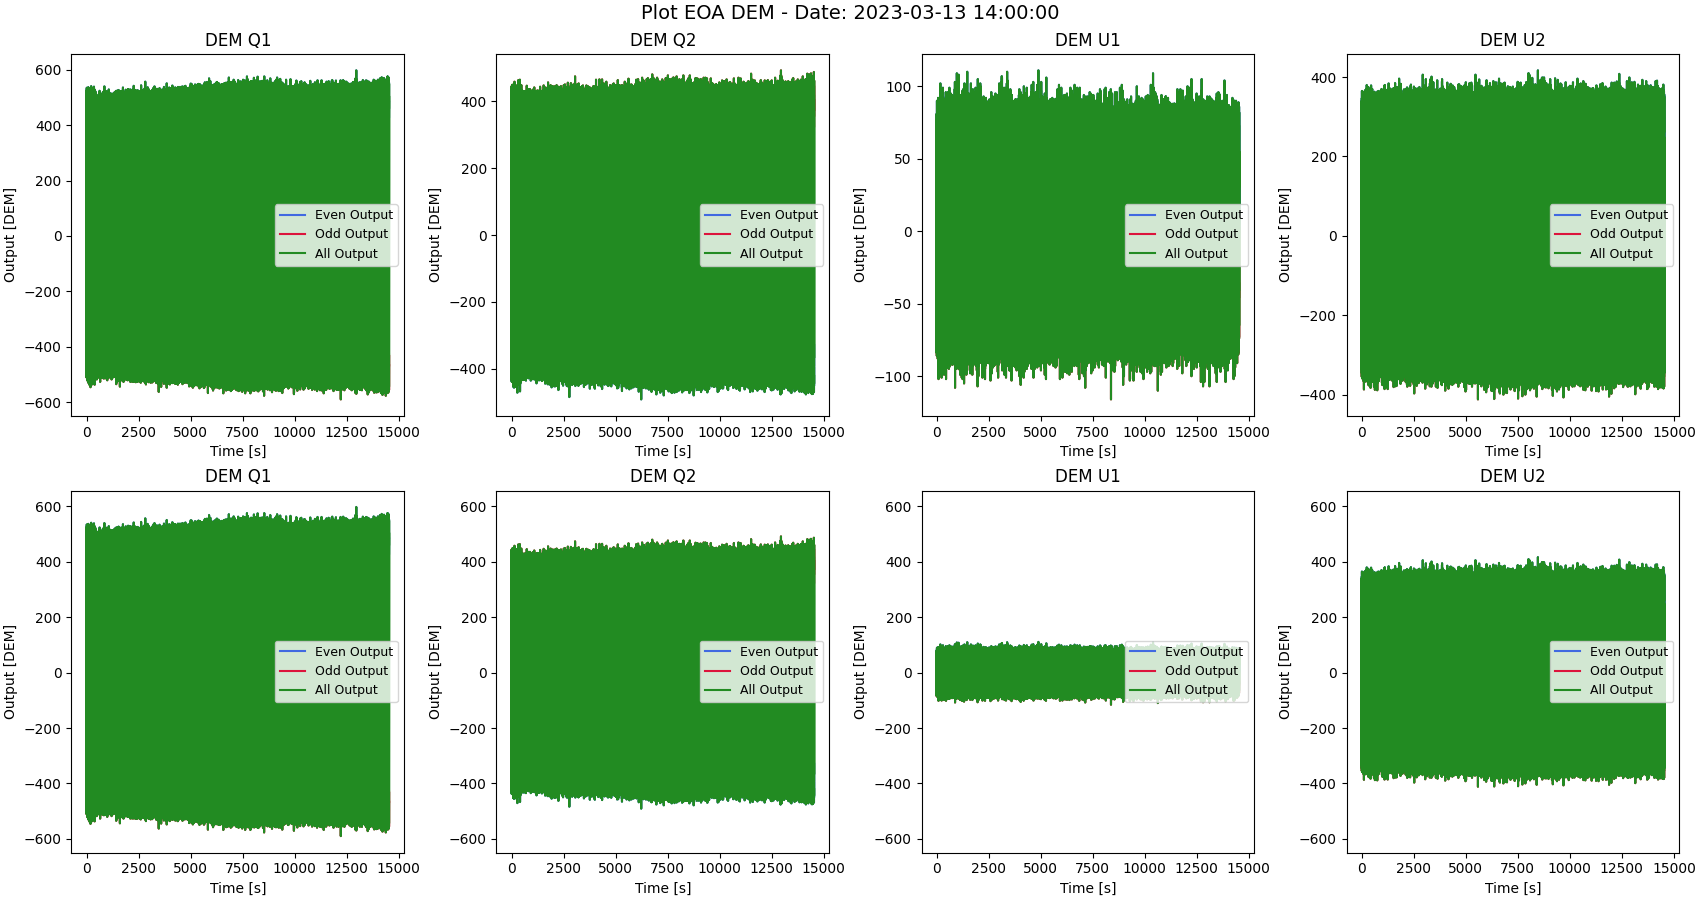 Plot EOA DEM - Date: 2023-03-13 14:00:00
DEM Q1
600
400
200
0
−200
−400
−600
Output [DEM]
0 2500 5000 7500 10000 12500 15000
Time [s]
Even Output
Odd Output
All Output
DEM Q2
400
200
0
−200
−400
Output [DEM]
0 2500 5000 7500 10000 12500 15000
Time [s]
Even Output
Odd Output
All Output
DEM U1
100
50
0
−50
−100
Output [DEM]
0 2500 5000 7500 10000 12500 15000
Time [s]
Even Output
Odd Output
All Output
DEM U2
400
200
0
−200
−400
Output [DEM]
0 2500 5000 7500 10000 12500 15000
Time [s]
Even Output
Odd Output
All Output
DEM Q1
600
400
200
0
−200
−400
−600
Output [DEM]
0 2500 5000 7500 10000 12500 15000
Time [s]
Even Output
Odd Output
All Output
DEM Q2
600
400
200
0
−200
−400
−600
Output [DEM]
0 2500 5000 7500 10000 12500 15000
Time [s]
Even Output
Odd Output
All Output
DEM U1
600
400
200
0
−200
−400
−600
Output [DEM]
0 2500 5000 7500 10000 12500 15000
Time [s]
Even Output
Odd Output
All Output
DEM U2
600
400
200
0
−200
−400
−600
Output [DEM]
0 2500 5000 7500 10000 12500 15000
Time [s]
Even Output
Odd Output
All Output